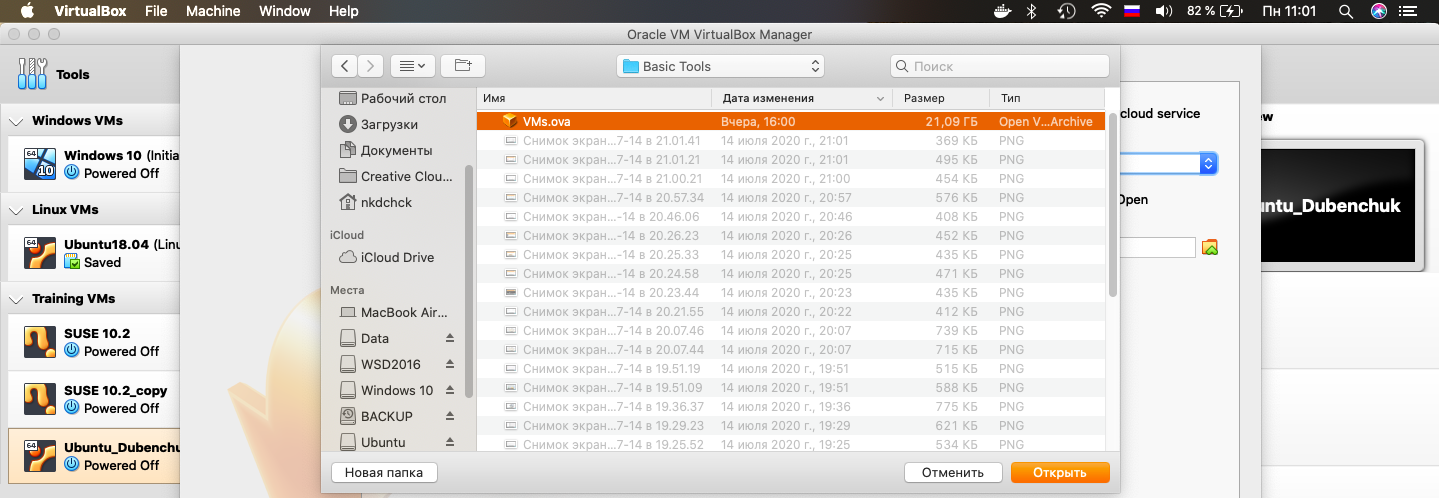 VirtualBox File Machine Window Help 82 % Пн 11:01
Oracle VM VirtualBox Manager
Tools
Windows VMs
64
10
Windows 10 (Initia
Powered Off
Linux VMs
64
Ubuntu18.04 (Linu
Saved
Training VMs
SUSE 10.2
Powered Off
SUSE 10.2_copy
Powered Off
64
Ubuntu_Dubenchu
Powered Off
Basic Tools
Поиск
Рабочий стол
Загрузки
Документы
Creative Clou...
nkdchck
iCloud
iCloud Drive
Места
MacBook Air...
Data
WSD2016
Windows 10
BACKUP
Ubuntu
Имя Дата изменения Размер Тип
VMs.ova Вчера, 16:00 21,09 ГБ Open V...Archive
Снимок экран...7-14 в 21.01.41 14 июля 2020 г., 21:01 369 КБ PNG
Снимок экран...7-14 в 21.01.21 14 июля 2020 г., 21:01 495 КБ PNG
Снимок экран...7-14 в 21.00.21 14 июля 2020 г., 21:00 454 КБ PNG
Снимок экран...7-14 в 20.57.34 14 июля 2020 г., 20:57 576 КБ PNG
Снимок экран...-14 в 20.46.06 14 июля 2020 г., 20:46 408 КБ PNG
Снимок экран...-14 в 20.26.23 14 июля 2020 г., 20:26 452 КБ PNG
Снимок экран...-14 в 20.25.33 14 июля 2020 г., 20:25 435 КБ PNG
Снимок экран...-14 в 20.24.58 14 июля 2020 г., 20:25 471 КБ PNG
Снимок экран...-14 в 20.23.44 14 июля 2020 г., 20:23 435 КБ PNG
Снимок экран...7-14 в 20.21.55 14 июля 2020 г., 20:22 412 КБ PNG
Снимок экран...7-14 в 20.07.46 14 июля 2020 г., 20:07 739 КБ PNG
Снимок экран...7-14 в 20.07.44 14 июля 2020 г., 20:07 715 КБ PNG
Снимок экран...7-14 в 19.51.19 14 июля 2020 г., 19:51 515 КБ PNG
Снимок экран...7-14 в 19.51.09 14 июля 2020 г., 19:51 588 КБ PNG
Снимок экран...7-14 в 19.36.37 14 июля 2020 г., 19:36 775 КБ PNG
Снимок экран...7-14 в 19.29.23 14 июля 2020 г., 19:29 621 КБ PNG
Снимок экран...7-14 в 19.25.52 14 июля 2020 г., 19:25 534 КБ PNG
Новая папка Отменить Открыть
cloud service
Open
ew
untu_Dubenchuk